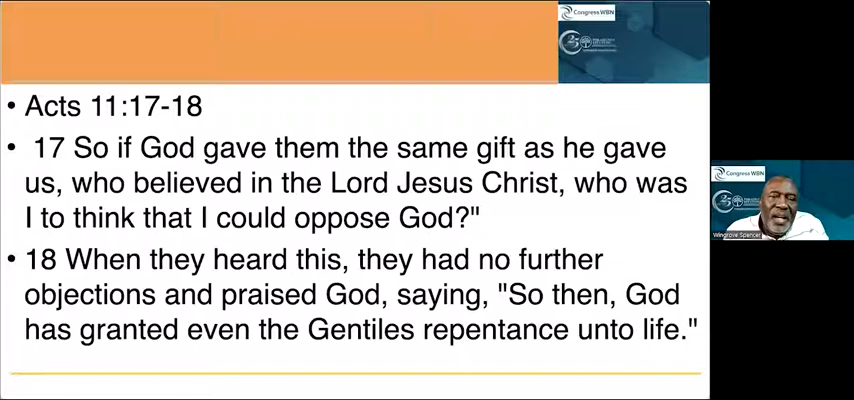 Congress WBN
25
• Acts 11:17-18
• 17 So if God gave them the same gift as he gave
us, who believed in the Lord Jesus Christ, who was
I to think that I could oppose God?"
• 18 When they heard this, they had no further
objections and praised God, saying, "So then, God
has granted even the Gentiles repentance unto life."
Congress WBN
25
Wingrove Spencer